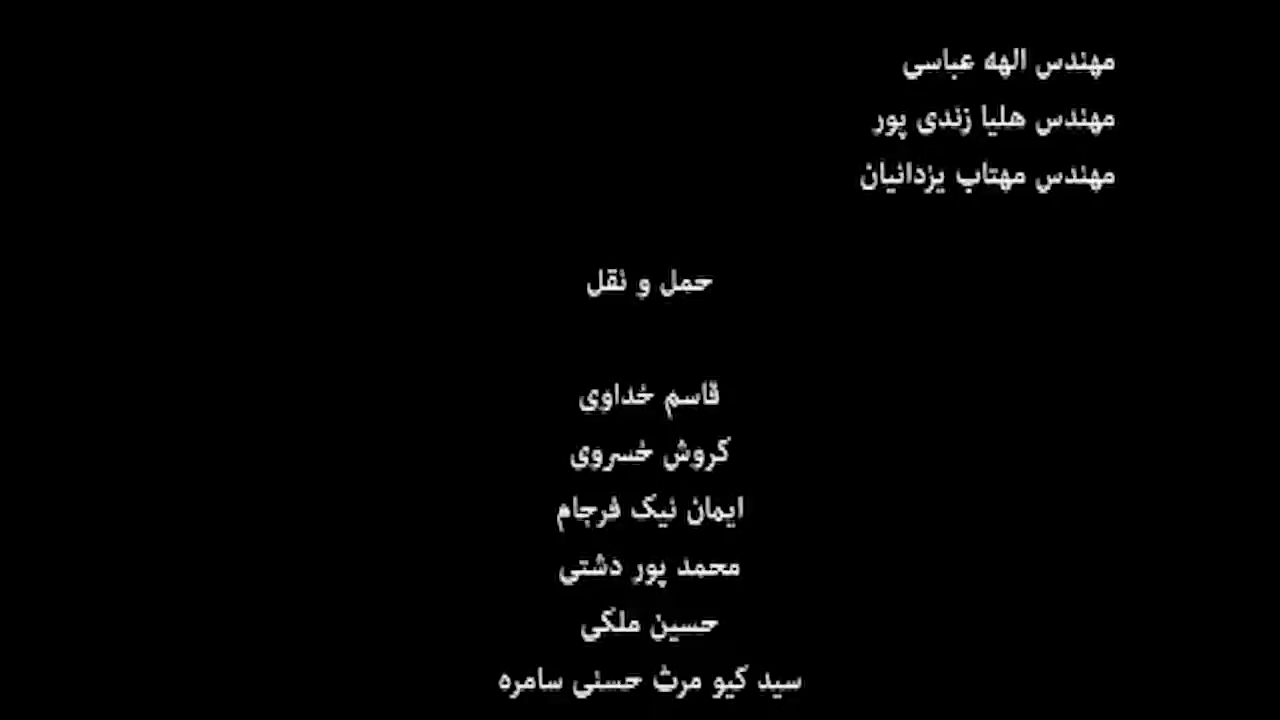 مهندس الهه عباسی
مهندس هلیا زندی پور
مهندس مهتاب یزدانیان
حمل و نقل
قاسم خداوی
کروش خسروی
ایمان نیک فرجام
محمد پور دشتی
حسین ملکی
سید کیو مرث حسنی سامره